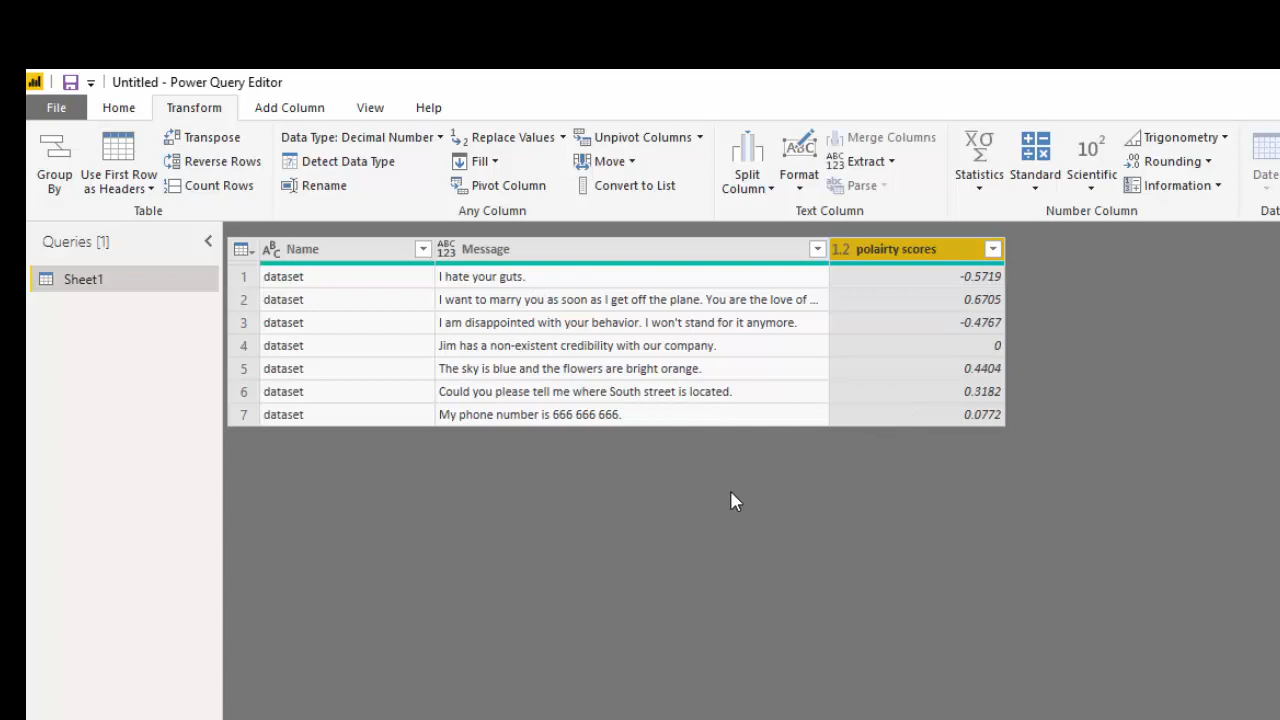 Untitled - Power Query Editor
File Home Transform Add Column View Help
Group By
Use First Row as Headers
Transpose
Reverse Rows
Count Rows
Table
Data Type: Decimal Number
Detect Data Type
Rename
Replace Values
Fill
Pivot Column
Unpivot Columns
Move
Convert to List
Any Column
Split Column
Format
Merge Columns
Extract
Parse
Text Column
Statistics
Standard
Scientific
Trigonometry
Rounding
Information
Number Column
Date
Queries [1]
Sheet1
Name Message polairty scores
1 dataset I hate your guts. -0.5719
2 dataset I want to marry you as soon as I get off the plane. You are the love of ... 0.6705
3 dataset I am disappointed with your behavior. I won't stand for it anymore. -0.4767
4 dataset Jim has a non-existent credibility with our company. 0
5 dataset The sky is blue and the flowers are bright orange. 0.4404
6 dataset Could you please tell me where South street is located. 0.3182
7 dataset My phone number is 666 666 666. 0.0772